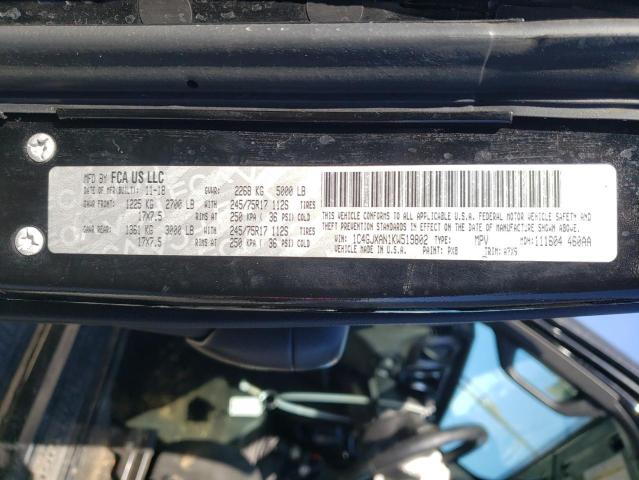 MFD BY FCA US LLC
DATE OF MFR(BUILT): 11-18 GVWR: 2268 KG 5000 LB
GAWR FRONT: 1225 KG 2700 LB WITH 245/75R17 112S TIRES
17X7.5 RIMS AT 250 KPA ( 36 PSI) COLD
GAWR REAR: 1361 KG 3000 LB WITH 245/75R17 112S TIRES
17X7.5 RIMS AT 250 KPA ( 36 PSI) COLD
THIS VEHICLE CONFORMS TO ALL APPLICABLE U.S.A. FEDERAL MOTOR VEHICLE SAFETY AND
THEFT PREVENTION STANDARDS IN EFFECT ON THE DATE OF MANUFACTURE SHOWN ABOVE.
VIN: 1C4GJXAN1KW519802 TYPE: MPV MDH: 111604 460AA
VEHICLE MADE IN U.S.A. PAINT: PX8 TRIM: A7X9